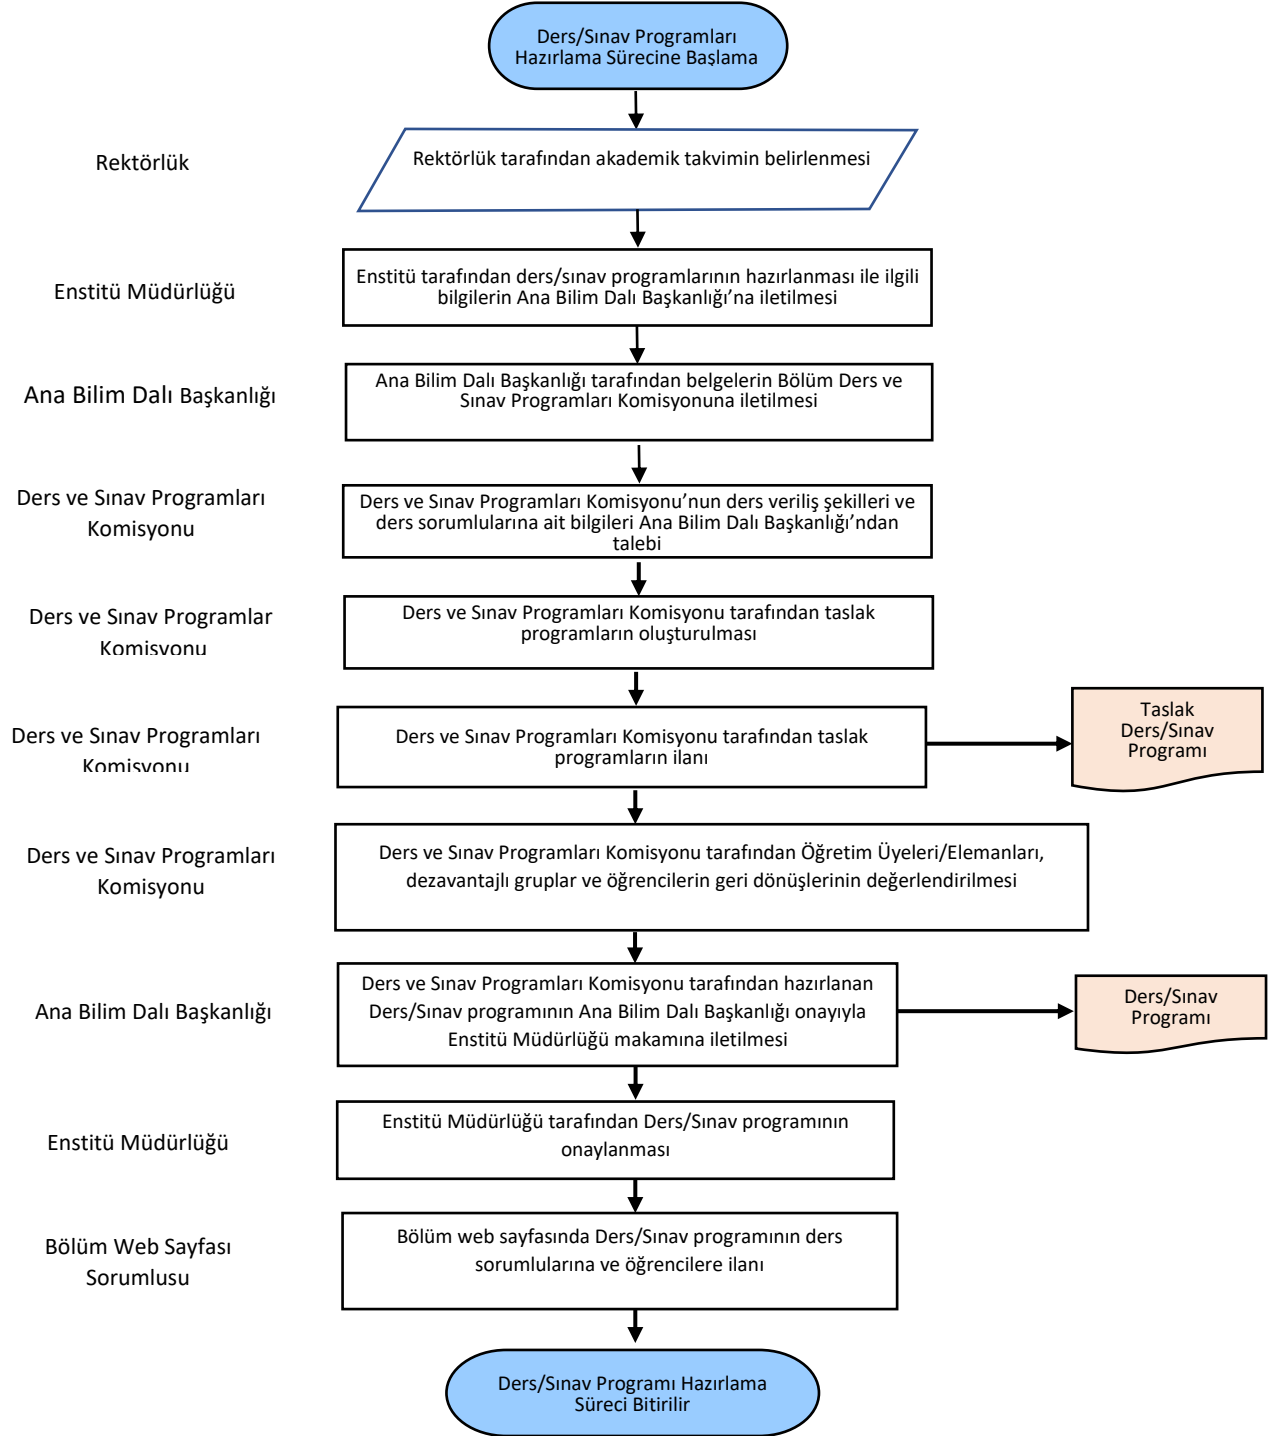 Ders/Sınav Programları
Hazırlama Sürecine Başlama
Rektörlük
Rektörlük tarafından akademik takvimin belirlenmesi
Enstitü Müdürlüğü
Enstitü tarafından ders/sınav programlarının hazırlanması ile ilgili
bilgilerin Ana Bilim Dalı Başkanlığı’na iletilmesi
Ana Bilim Dalı Başkanlığı
Ana Bilim Dalı Başkanlığı tarafından belgelerin Bölüm Ders ve
Sınav Programları Komisyonuna iletilmesi
Ders ve Sınav Programları
Komisyonu
Ders ve Sınav Programları Komisyonu’nun ders veriliş şekilleri ve
ders sorumlularına ait bilgileri Ana Bilim Dalı Başkanlığı’ndan
talebi
Ders ve Sınav Programlar
Komisyonu
Ders ve Sınav Programları Komisyonu tarafından taslak
programların oluşturulması
Ders ve Sınav Programları
Komisyonu
Ders ve Sınav Programları Komisyonu tarafından taslak
programların ilanı
Taslak
Ders/Sınav
Programı
Ders ve Sınav Programları
Komisyonu
Ders ve Sınav Programları Komisyonu tarafından Öğretim Üyeleri/Elemanları,
dezavantajlı gruplar ve öğrencilerin geri dönüşlerinin değerlendirilmesi
Ana Bilim Dalı Başkanlığı
Ders ve Sınav Programları Komisyonu tarafından hazırlanan
Ders/Sınav programının Ana Bilim Dalı Başkanlığı onayıyla
Enstitü Müdürlüğü makamına iletilmesi
Ders/Sınav
Programı
Enstitü Müdürlüğü
Enstitü Müdürlüğü tarafından Ders/Sınav programının
onaylanması
Bölüm Web Sayfası
Sorumlusu
Bölüm web sayfasında Ders/Sınav programının ders
sorumlularına ve öğrencilere ilanı
Ders/Sınav Programı Hazırlama
Süreci Bitirilir